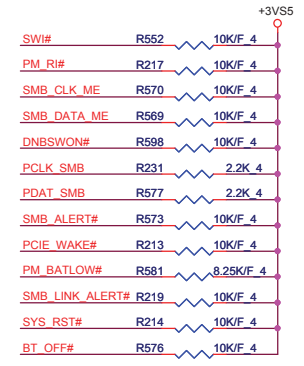 +3VS5
SWI# R552 10K/F_4
PM_RI# R217 10K/F_4
SMB_CLK_ME R570 10K/F_4
SMB_DATA_ME R569 10K/F_4
DNBSWON# R598 10K/F_4
PCLK_SMB R231 2.2K_4
PDAT_SMB R577 2.2K_4
SMB_ALERT# R573 10K/F_4
PCIE_WAKE# R213 10K/F_4
PM_BATLOW# R581 8.25K/F_4
SMB_LINK_ALERT# R219 10K/F_4
SYS_RST# R214 10K/F_4
BT_OFF# R576 10K/F_4